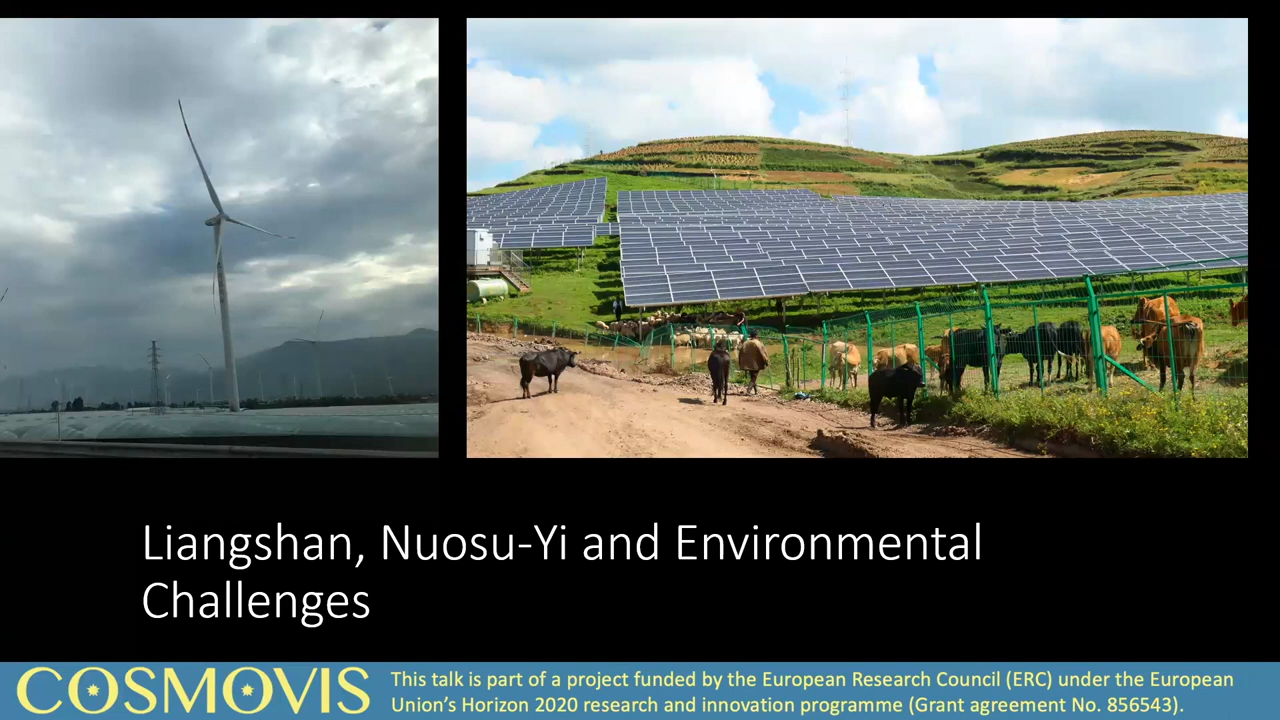 Liangshan, Nuosu-Yi and Environmental
Challenges
COSMOVIS
This talk is part of a project funded by the European Research Council (ERC) under the European
Union’s Horizon 2020 research and innovation programme (Grant agreement No. 856543).